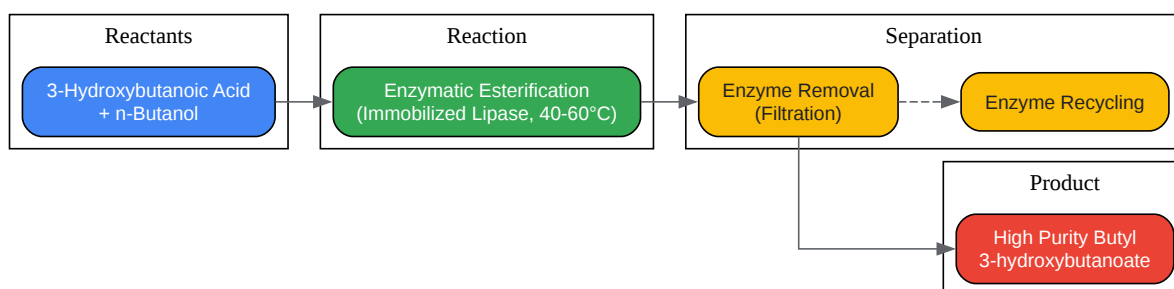 Reactants
3-Hydroxybutanoic Acid
+ n-Butanol
Reaction
Enzymatic Esterification
(Immobilized Lipase, 40-60°C)
Separation
Enzyme Removal
(Filtration)
Enzyme Recycling
Product
High Purity Butyl
3-hydroxybutanoate